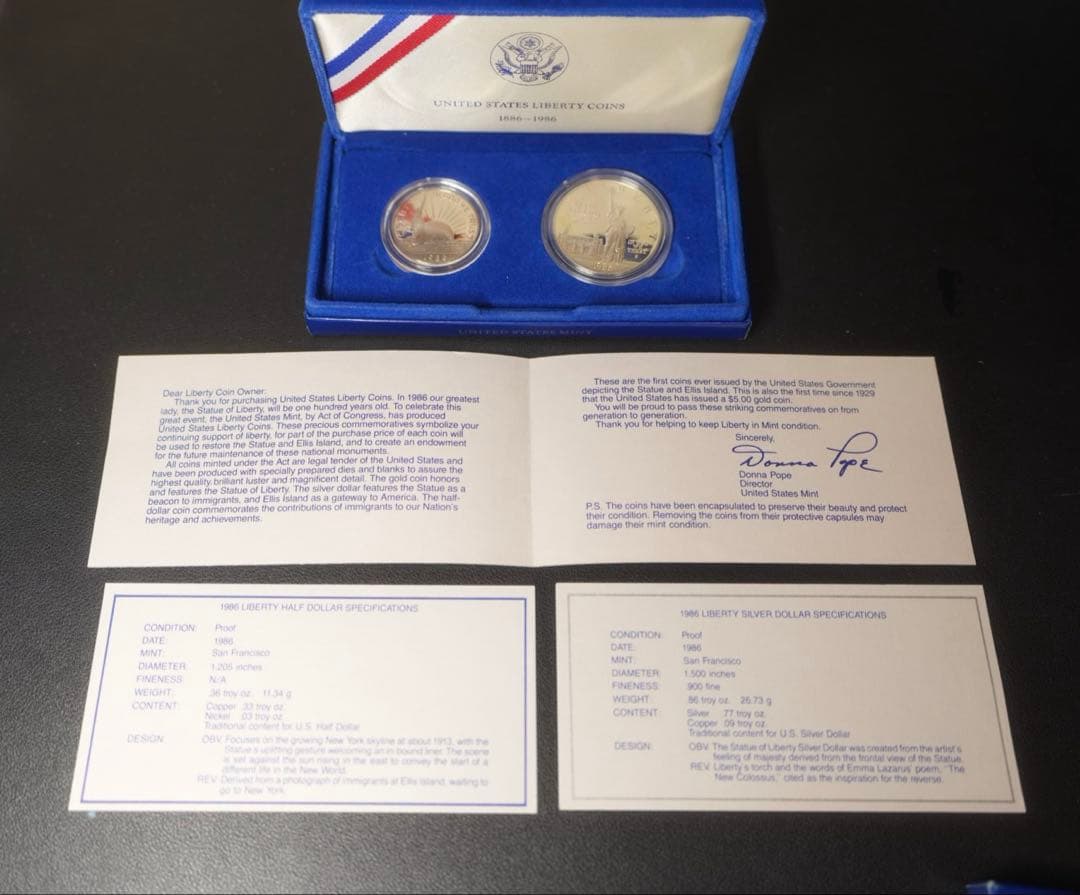 UNITED STATES LIBERTY COINS
1886-1986
1986
UNITED STATES MINT
Dear Liberty Coin Owner:
Thank you for purchasing United States Liberty Coins. In 1986 our greatest
lady, the Statue of Liberty, will be one hundred years old. To celebrate this
great event, the United States Mint, by Act of Congress, has produced
United States Liberty Coins. These precious commemoratives symbolize your
continuing support of liberty, for part of the purchase price of each coin will
be used to restore the Statue and Ellis Island, and to create an endowment
for the future maintenance of these national monuments.
All coins minted under the Act are legal tender of the United States and
have been produced with specially prepared dies and blanks to assure the
highest quality, brilliant luster and magnificent detail. The gold coin honors
and features the Statue of Liberty. The silver dollar features the Statue as a
beacon to immigrants, and Ellis Island as a gateway to America. The half-
dollar coin commemorates the contributions of immigrants to our Nation's
heritage and achievements.
These are the first coins ever issued by the United States Government
depicting the Statue and Ellis Island. This is also the first time since 1929
that the United States has issued a $5.00 gold coin.
You will be proud to pass these striking commemoratives on from
generation to generation.
Thank you for helping to keep Liberty in Mint condition.
Sincerely,
Donna Pope
Donna Pope
Director
United States Mint
P.S. The coins have been encapsulated to preserve their beauty and protect
their condition. Removing the coins from their protective capsules may
damage their mint condition.
1986 LIBERTY HALF DOLLAR SPECIFICATIONS
CONDITION: Proof
DATE: 1986
MINT: San Francisco
DIAMETER: 1.205 inches
FINENESS: N/A
WEIGHT: .36 troy oz. 11.34 g
CONTENT: Copper .33 troy oz.
Nickel .03 troy oz.
Traditional content for U.S. Half Dollar
DESIGN: OBV. Focuses on the growing New York skyline at about 1913, with the
Statue's uplifting gesture welcoming an in bound liner. The scene
is set against the sun rising in the east to convey the start of a
different life in the New World.
REV. Derived from a photograph of immigrants at Ellis Island, waiting to
go to New York.
1986 LIBERTY SILVER DOLLAR SPECIFICATIONS
CONDITION: Proof
DATE: 1986
MINT: San Francisco
DIAMETER: 1.500 inches
FINENESS: .900 fine
WEIGHT: .86 troy oz. 26.73 g
CONTENT: Silver .77 troy oz.
Copper .09 troy oz.
Traditional content for U.S. Silver Dollar
DESIGN: OBV. The Statue of Liberty Silver Dollar was created from the artist's
feeling of majesty derived from the frontal view of the Statue.
REV. Liberty's torch and the words of Emma Lazarus' poem, "The
New Colossus," cited as the inspiration for the reverse.